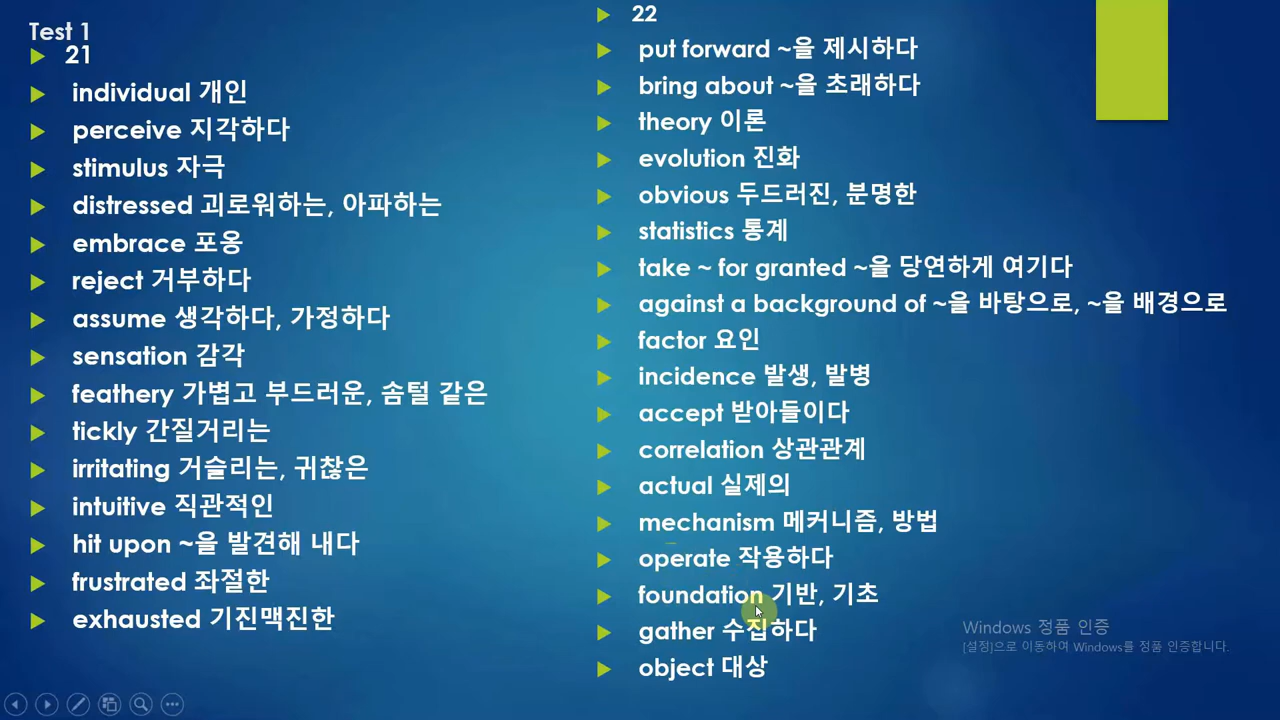 Test 1
21
individual 개인
perceive 지각하다
stimulus 자극
distressed 괴로워하는, 아파하는
embrace 포옹
reject 거부하다
assume 생각하다, 가정하다
sensation 감각
feathery 가볍고 부드러운, 솜털 같은
tickly 간질거리는
irritating 거슬리는, 귀찮은
intuitive 직관적인
hit upon ~을 발견해 내다
frustrated 좌절한
exhausted 기진맥진한
22
put forward ~을 제시하다
bring about ~을 초래하다
theory 이론
evolution 진화
obvious 두드러진, 분명한
statistics 통계
take ~ for granted ~을 당연하게 여기다
against a background of ~을 바탕으로, ~을 배경으로
factor 요인
incidence 발생, 발병
accept 받아들이다
correlation 상관관계
actual 실제의
mechanism 메커니즘, 방법
operate 작용하다
foundation 기반, 기초
gather 수집하다
object 대상
Windows 정품 인증
[설정]으로 이동하여 Windows를 정품 인증합니다.